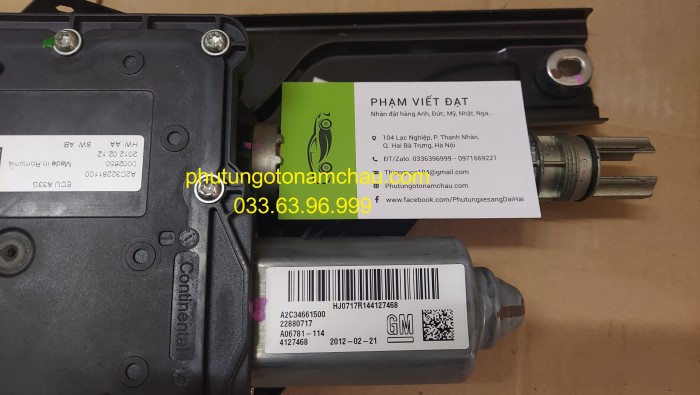 PHẠM VIẾT ĐẠT
Nhận đặt hàng Anh, Đức, Mỹ, Nhật, Nga...
104 Lạc Nghiệp, P. Thanh Nhàn,
Q. Hai Bà Trưng, Hà Nội
ĐT/Zalo: 0336396999 - 0971669221
Phutungotonamchau.com
www.facebook.com/PhutungxesangDaiHai
phutungotonamchau.com
033.63.96.999
ECU A33G
A2C32281100
Made in Romania
00002860
2012.02.12
HW: AA
SW: AB
Continental
HJ0717R144127468
A2C34661500
22880717
A06781-114
4127468
2012-02-21
GM